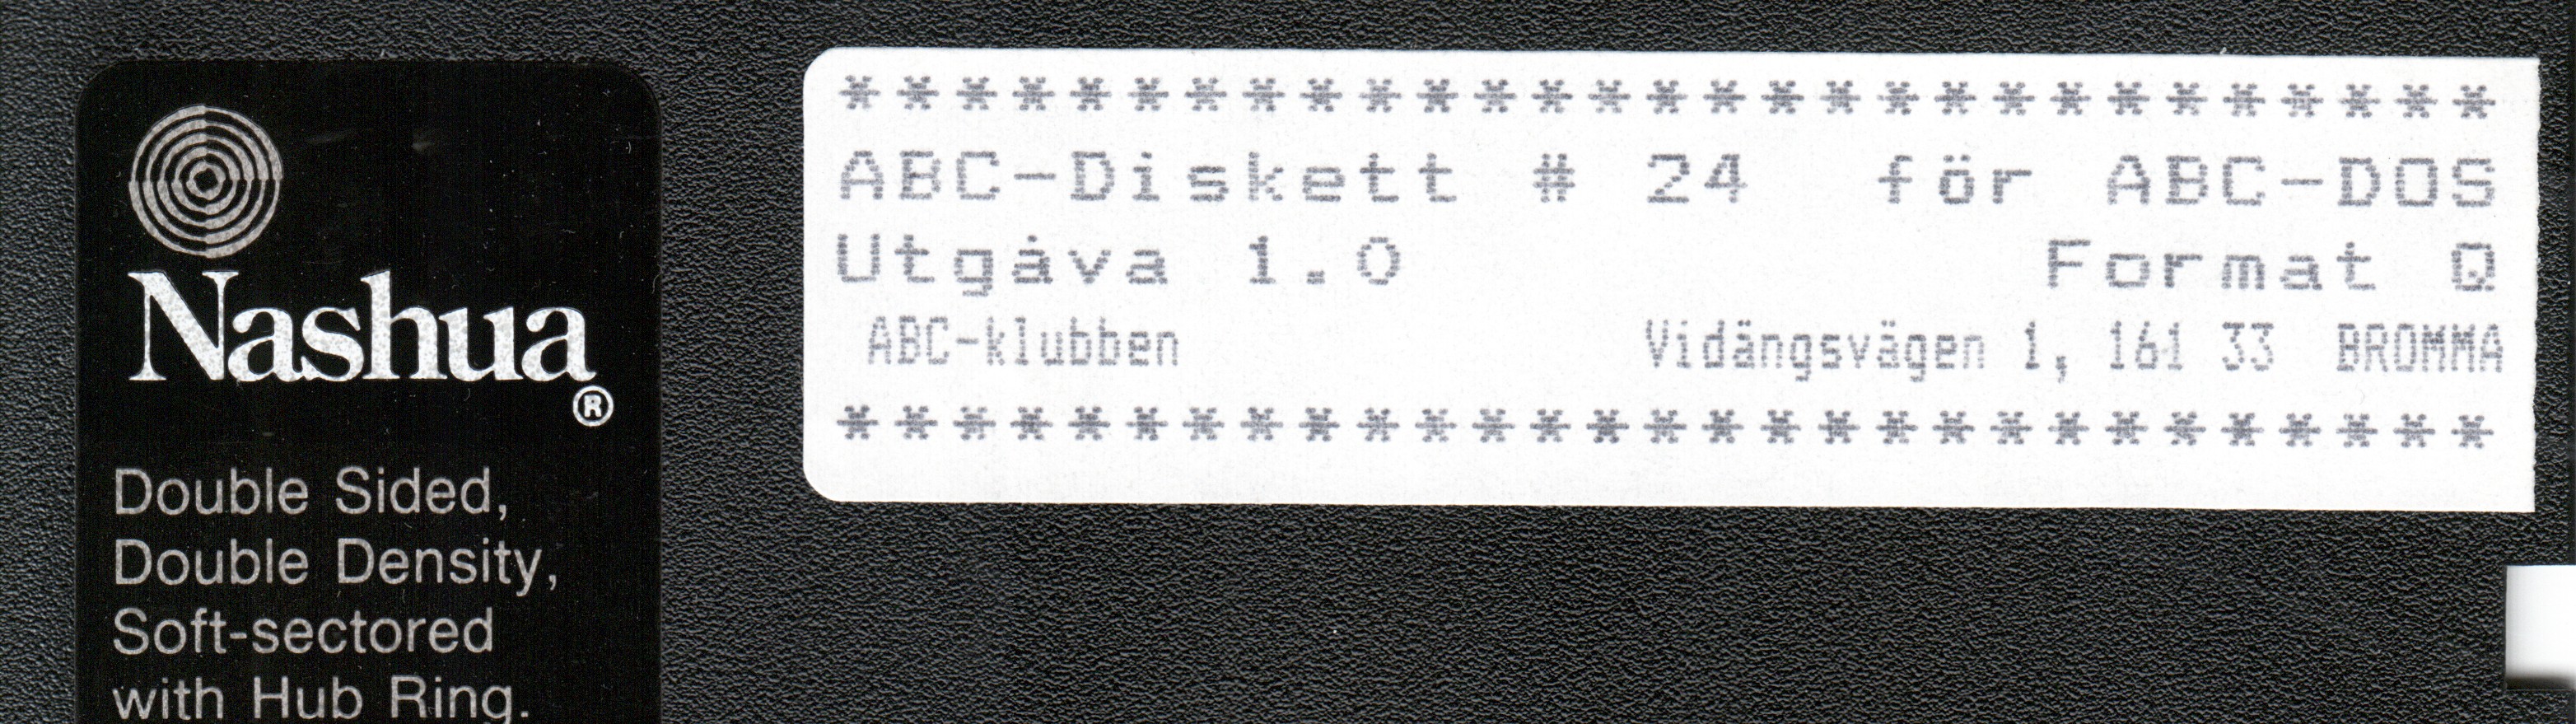 Nashua®
Double Sided,
Double Density,
Soft-sectored
with Hub Ring.
* * * * * * * * * * * * * * * * * * * * * * * * * * * * *
ABC-Diskett # 24 för ABC-DOS
Utgåva 1.0 Format Q
ABC-klubben Vidängsvägen 1, 161 33 BROMMA
* * * * * * * * * * * * * * * * * * * * * * * * * * * * *